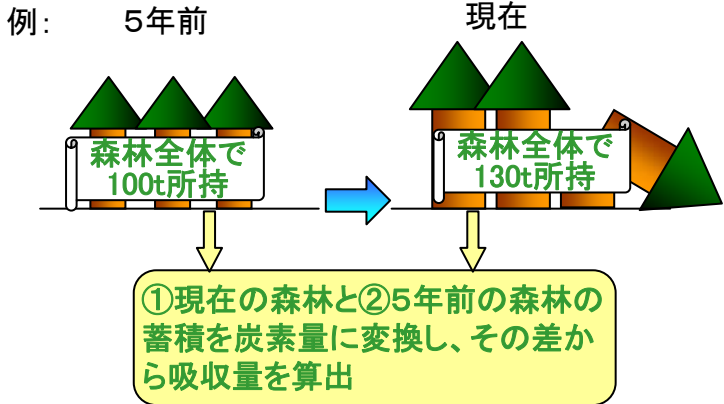 例： 5年前
現在
森林全体で
100t所持
森林全体で
130t所持
①現在の森林と②5年前の森林の
蓄積を炭素量に変換し、その差か
ら吸収量を算出